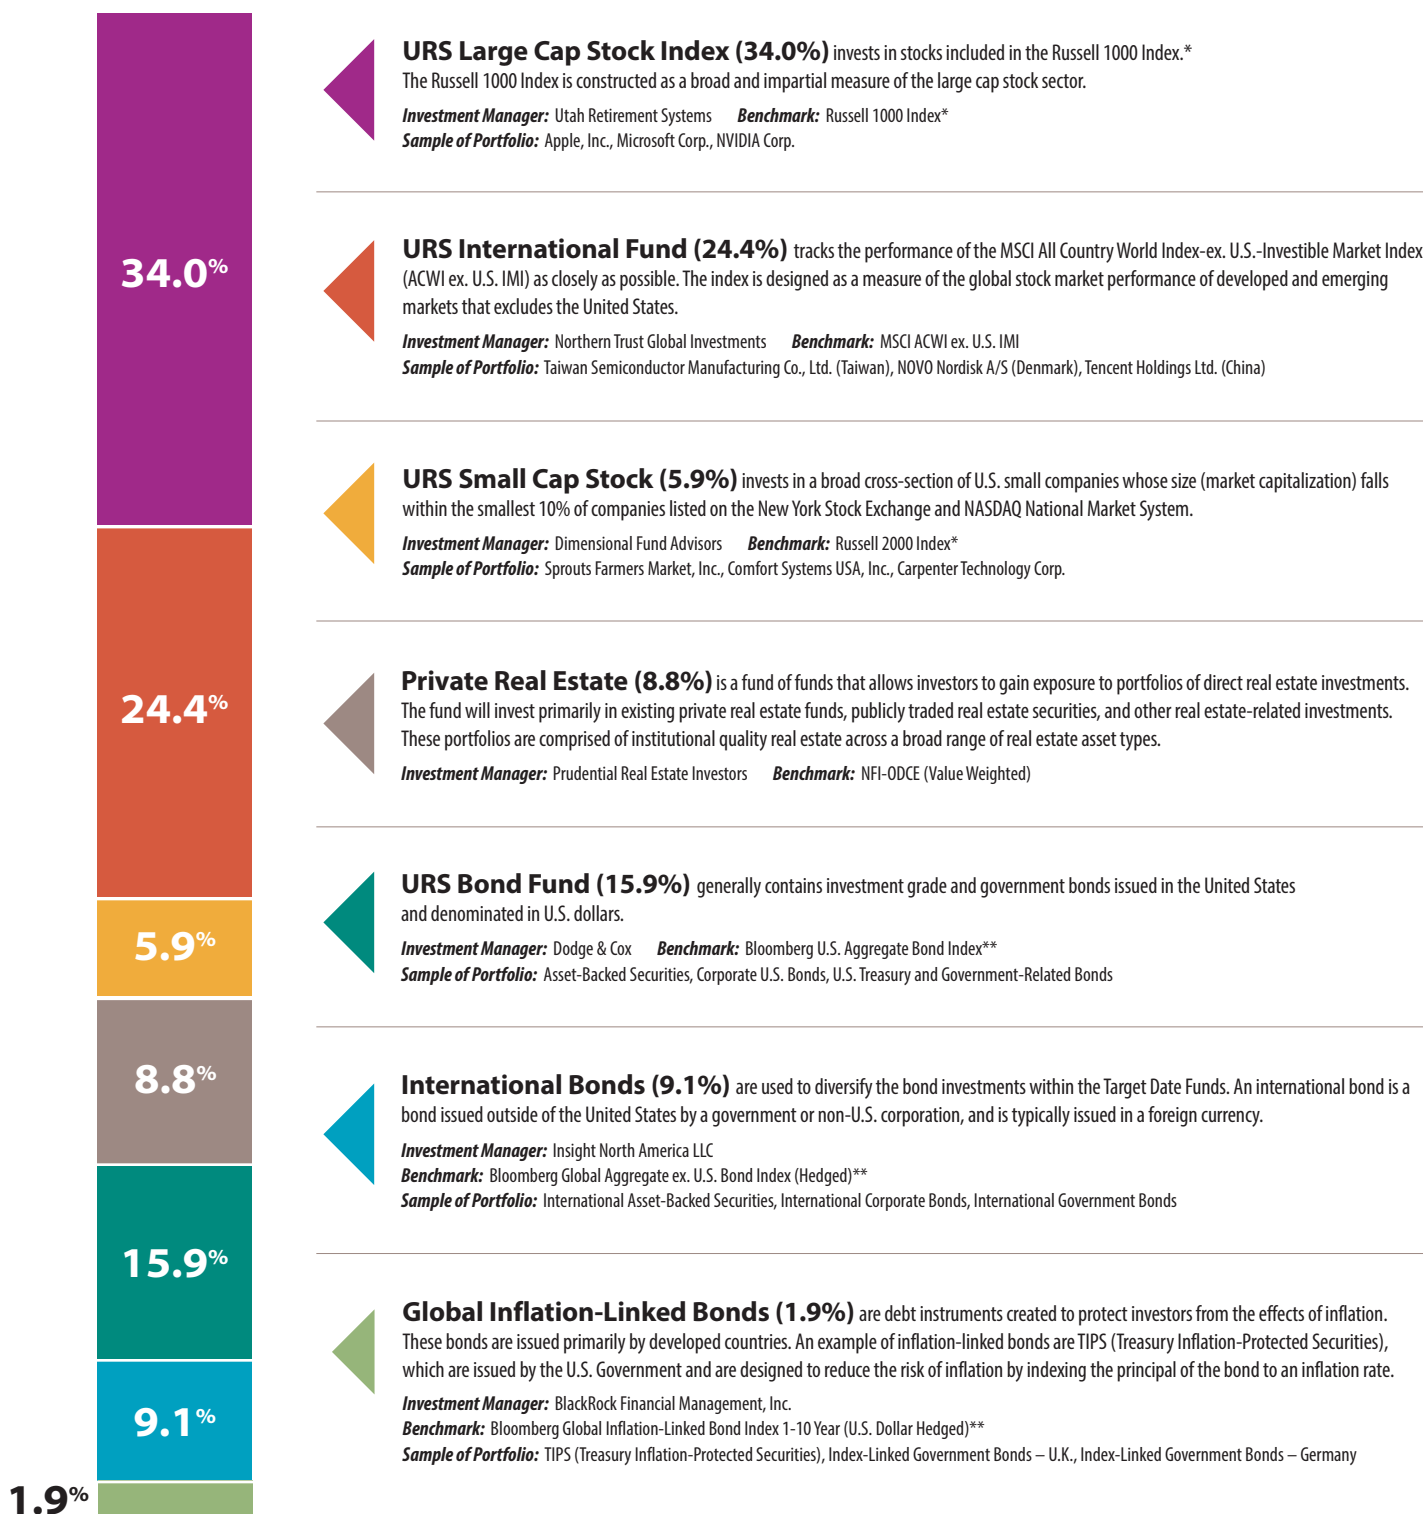 URS Large Cap Stock Index (34.0%) invests in stocks included in the Russell 1000 Index.*
The Russell 1000 Index is constructed as a broad and impartial measure of the large cap stock sector.
Investment Manager: Utah Retirement Systems Benchmark: Russell 1000 Index*
Sample of Portfolio: Apple, Inc., Microsoft Corp., NVIDIA Corp.
34.0%
URS International Fund (24.4%) tracks the performance of the MSCI All Country World Index-ex. U.S.-Investible Market Index
(ACWI ex. U.S. IMI) as closely as possible. The index is designed as a measure of the global stock market performance of developed and emerging
markets that excludes the United States.
Investment Manager: Northern Trust Global Investments Benchmark: MSCI ACWI ex. U.S. IMI
Sample of Portfolio: Taiwan Semiconductor Manufacturing Co., Ltd. (Taiwan), NOVO Nordisk A/S (Denmark), Tencent Holdings Ltd. (China)
URS Small Cap Stock (5.9%) invests in a broad cross-section of U.S. small companies whose size (market capitalization) falls
within the smallest 10% of companies listed on the New York Stock Exchange and NASDAQ National Market System.
Investment Manager: Dimensional Fund Advisors Benchmark: Russell 2000 Index*
Sample of Portfolio: Sprouts Farmers Market, Inc., Comfort Systems USA, Inc., Carpenter Technology Corp.
24.4%
Private Real Estate (8.8%) is a fund of funds that allows investors to gain exposure to portfolios of direct real estate investments.
The fund will invest primarily in existing private real estate funds, publicly traded real estate securities, and other real estate-related investments.
These portfolios are comprised of institutional quality real estate across a broad range of real estate asset types.
Investment Manager: Prudential Real Estate Investors Benchmark: NFI-ODCE (Value Weighted)
URS Bond Fund (15.9%) generally contains investment grade and government bonds issued in the United States
and denominated in U.S. dollars.
Investment Manager: Dodge & Cox Benchmark: Bloomberg U.S. Aggregate Bond Index**
Sample of Portfolio: Asset-Backed Securities, Corporate U.S. Bonds, U.S. Treasury and Government-Related Bonds
5.9%
8.8%
International Bonds (9.1%) are used to diversify the bond investments within the Target Date Funds. An international bond is a
bond issued outside of the United States by a government or non-U.S. corporation, and is typically issued in a foreign currency.
Investment Manager: Insight North America LLC
Benchmark: Bloomberg Global Aggregate ex. U.S. Bond Index (Hedged)**
Sample of Portfolio: International Asset-Backed Securities, International Corporate Bonds, International Government Bonds
15.9%
Global Inflation-Linked Bonds (1.9%) are debt instruments created to protect investors from the effects of inflation.
These bonds are issued primarily by developed countries. An example of inflation-linked bonds are TIPS (Treasury Inflation-Protected Securities),
which are issued by the U.S. Government and are designed to reduce the risk of inflation by indexing the principal of the bond to an inflation rate.
Investment Manager: BlackRock Financial Management, Inc.
Benchmark: Bloomberg Global Inflation-Linked Bond Index 1-10 Year (U.S. Dollar Hedged)**
Sample of Portfolio: TIPS (Treasury Inflation-Protected Securities), Index-Linked Government Bonds – U.K., Index-Linked Government Bonds – Germany
9.1%
1.9%